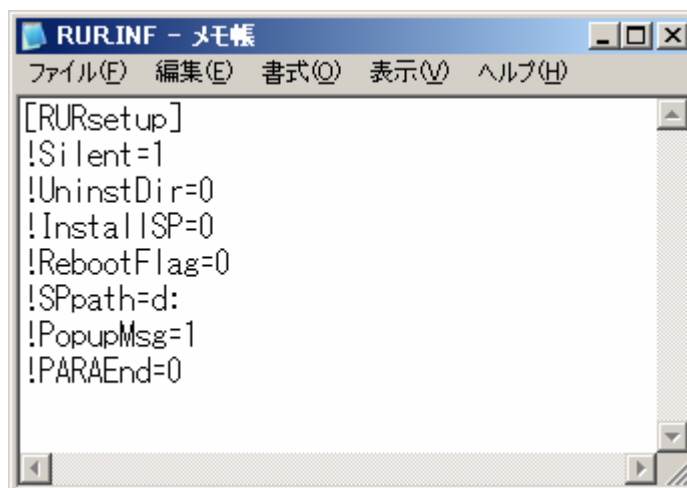 RUR.INF - メモ帳
ファイル(F) 編集(E) 書式(O) 表示(V) ヘルプ(H)
[RURsetup]
!Silent=1
!UninstDir=0
!InstallSP=0
!RebootFlag=0
!SPpath=d:
!PopupMsg=1
!PARAEnd=0